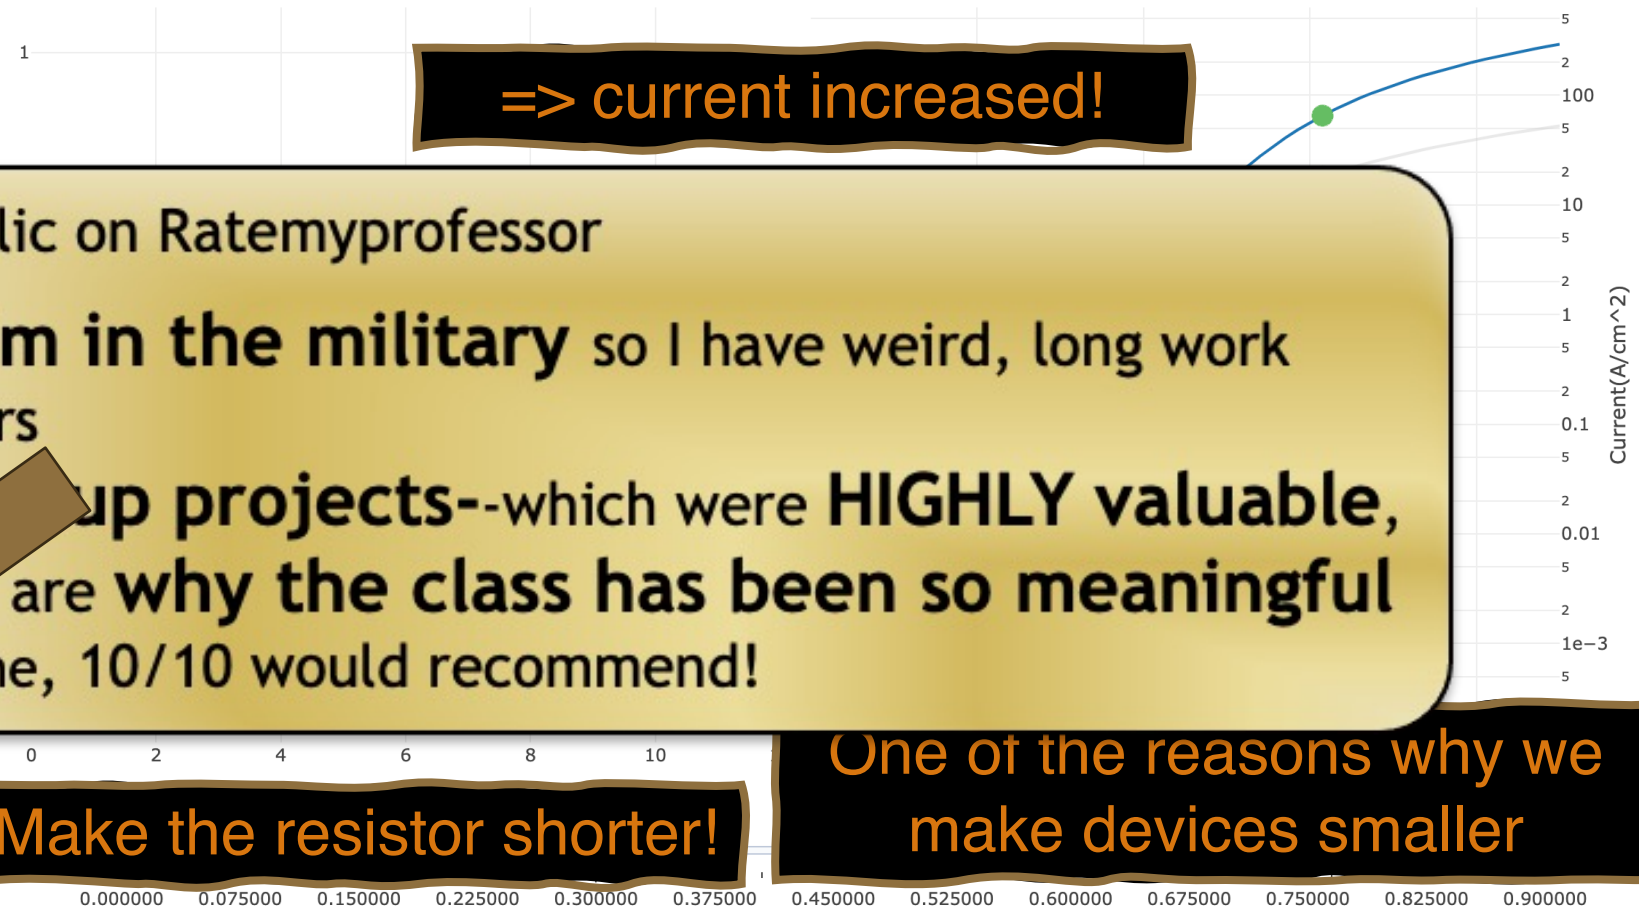 1
=> current increased!
lic on Ratemyprofessor
m in the military so I have weird, long work
rs
up projects--which were HIGHLY valuable,
are why the class has been so meaningful
ne, 10/10 would recommend!
5
2
100
5
2
10
5
2
1
5
2
0.1
5
2
0.01
5
2
1e−3
5
Current(A/cm^2)
0 2 4 6 8 10
Make the resistor shorter!
One of the reasons why we
make devices smaller
0.000000 0.075000 0.150000 0.225000 0.300000 0.375000 0.450000 0.525000 0.600000 0.675000 0.750000 0.825000 0.900000